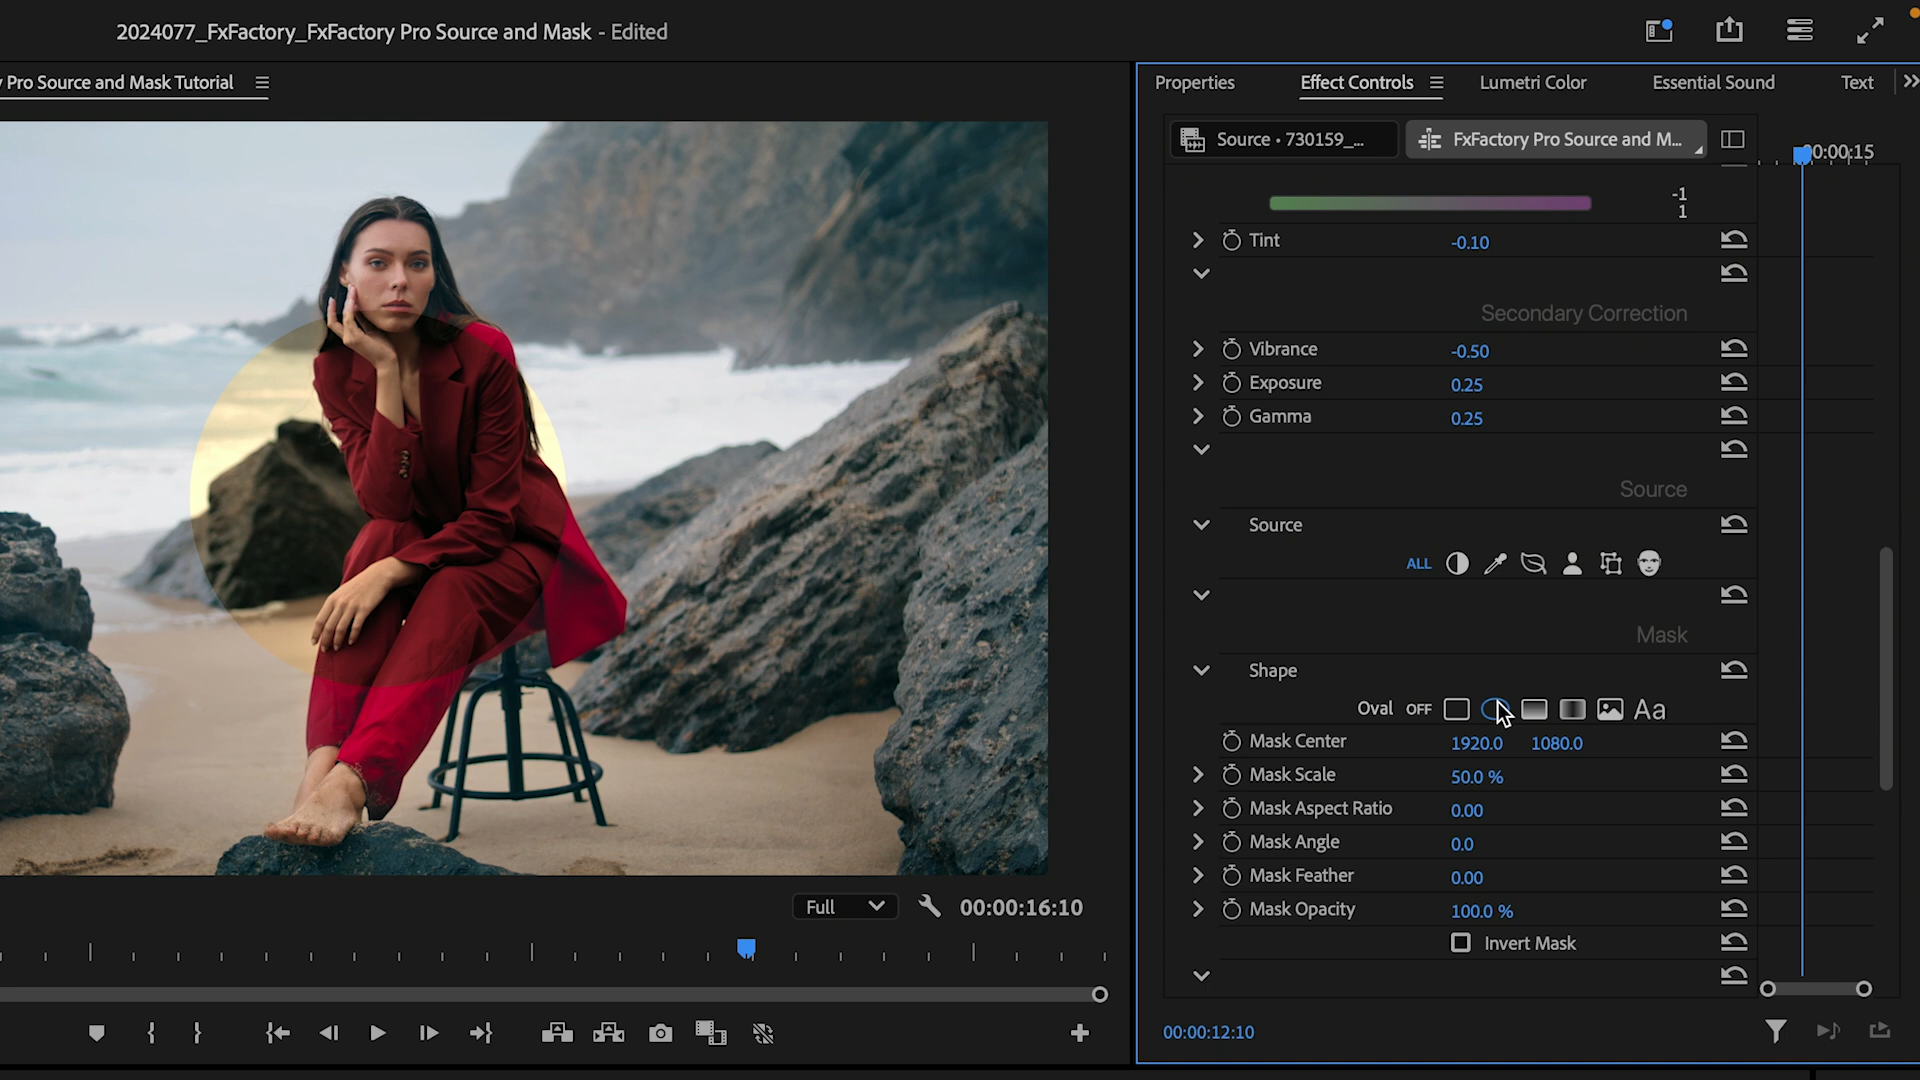 2024077_FxFactory_FxFactory Pro Source and Mask - Edited
Pro Source and Mask Tutorial
Properties
Effect Controls
Lumetri Color
Essential Sound
Text
Source • 730159_...
FxFactory Pro Source and M...
00:00:15
-1
1
Tint -0.10
Secondary Correction
Vibrance -0.50
Exposure 0.25
Gamma 0.25
Source
Source
ALL
Mask
Shape
Oval OFF Aa
Mask Center 1920.0 1080.0
Mask Scale 50.0 %
Mask Aspect Ratio 0.00
Mask Angle 0.0
Mask Feather 0.00
Mask Opacity 100.0 %
Invert Mask
Full
00:00:16:10
00:00:12:10